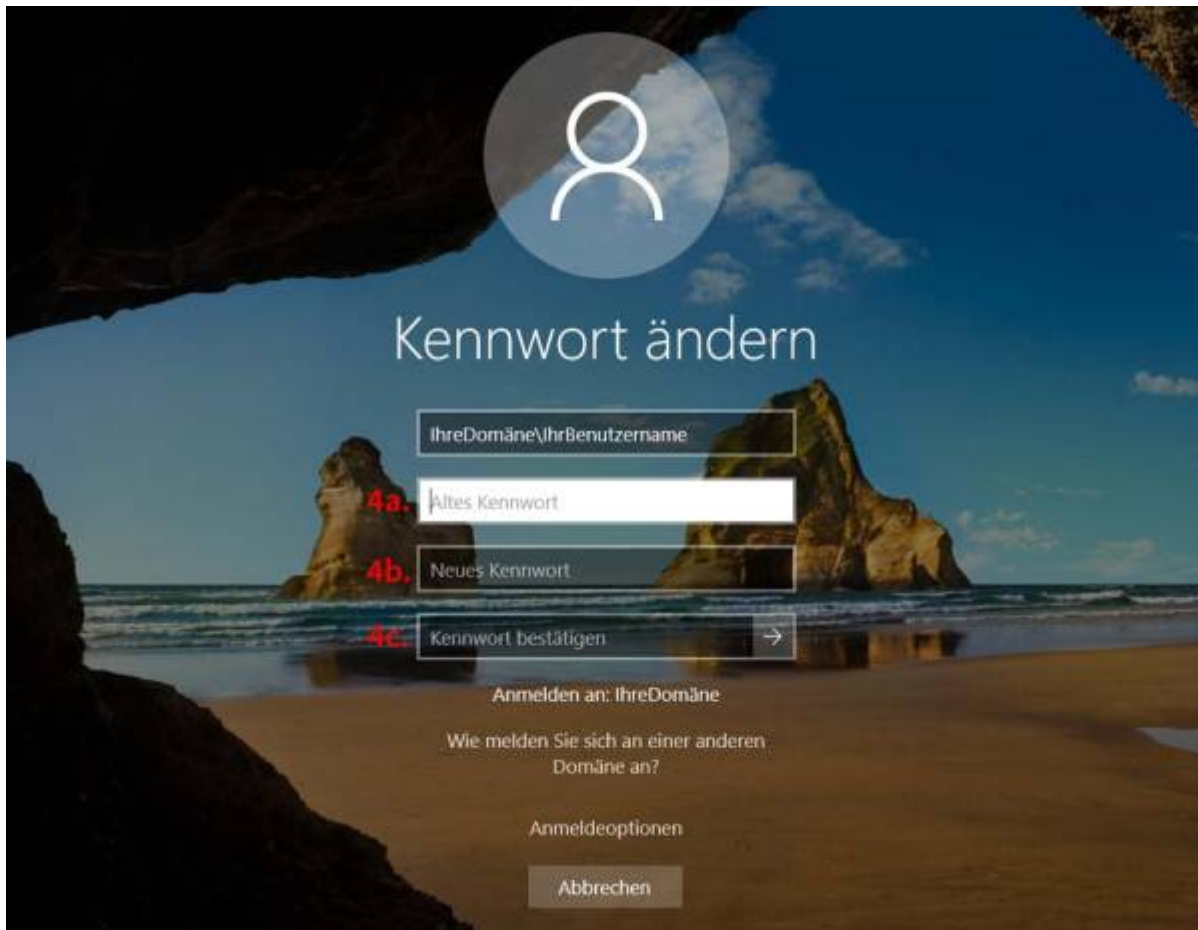 Kennwort ändern
IhreDomäne\IhrBenutzername
4a. Altes Kennwort
4b. Neues Kennwort
4c. Kennwort bestätigen
Anmelden an: IhreDomäne
Wie melden Sie sich an einer anderen
Domäne an?
Anmeldeoptionen
Abbrechen